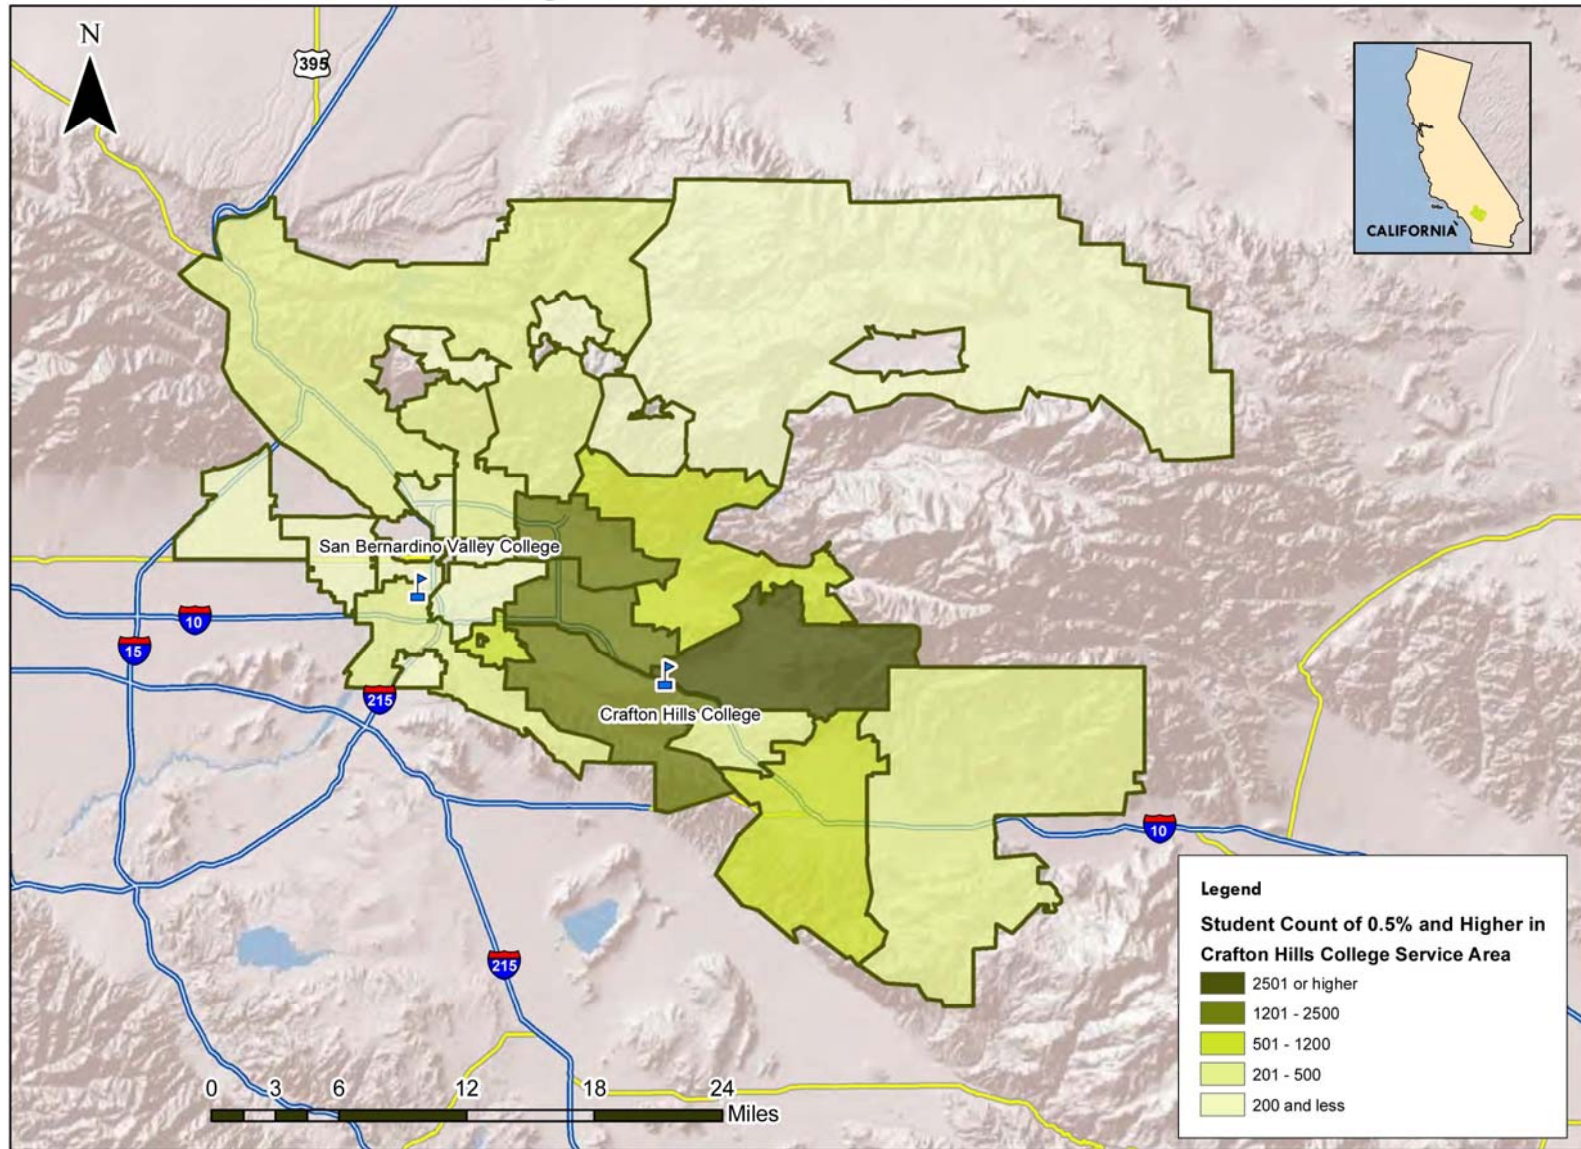 N
395
CALIFORNIA
San Bernardino Valley College
10
15
215
Crafton Hills College
10
215
Legend
Student Count of 0.5% and Higher in
Crafton Hills College Service Area
2501 or higher
1201 - 2500
501 - 1200
201 - 500
200 and less
0 3 6 12 18 24
Miles